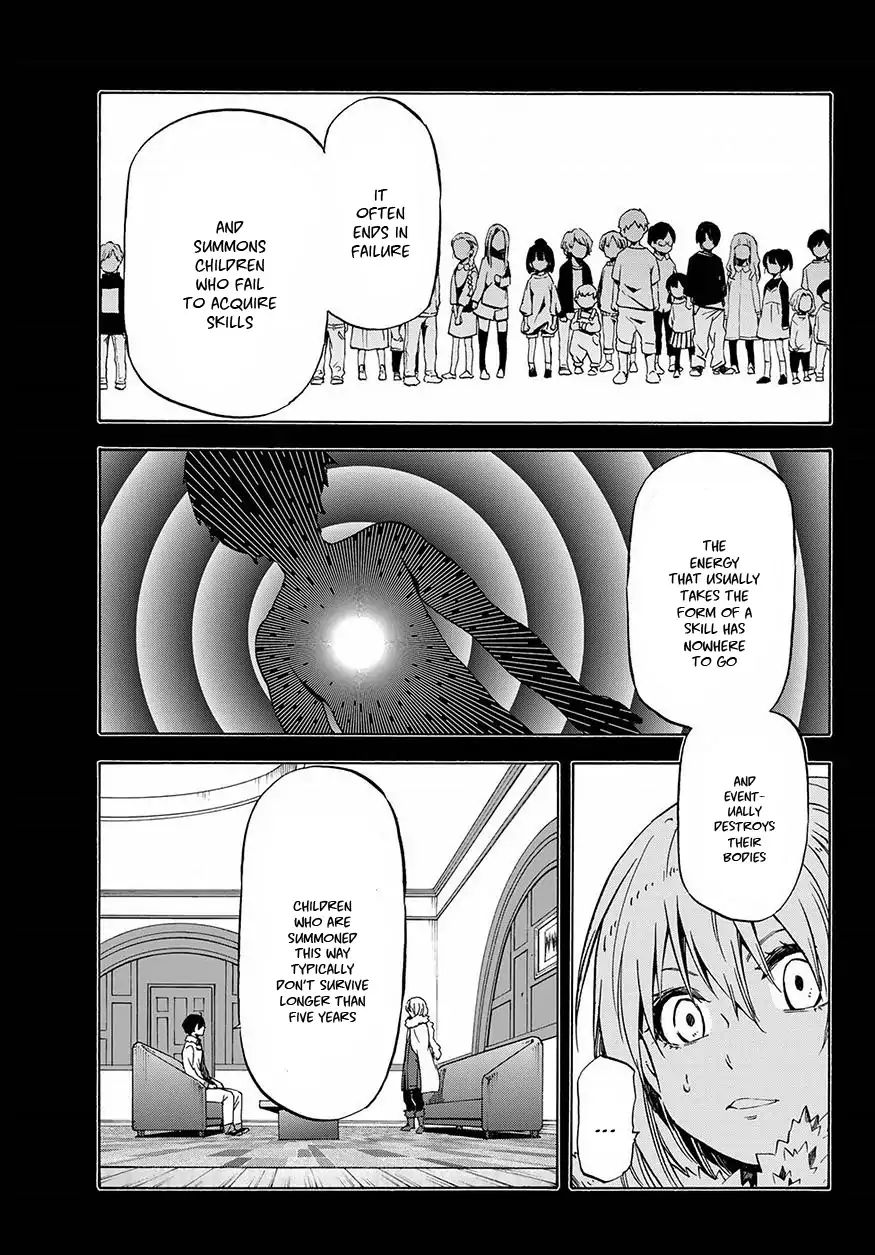 IT
OFTEN
ENDS IN
FAILURE
AND
SUMMONS
CHILDREN
WHO FAIL
TO ACQUIRE
SKILLS
THE
ENERGY
THAT USUALLY
TAKES THE
FORM OF A
SKILL HAS
NOWHERE
TO GO
AND
EVENT-
UALLY
DESTROYS
THEIR
BODIES
...
CHILDREN
WHO ARE
SUMMONED
THIS WAY
TYPICALLY
DON'T SURVIVE
LONGER THAN
FIVE YEARS